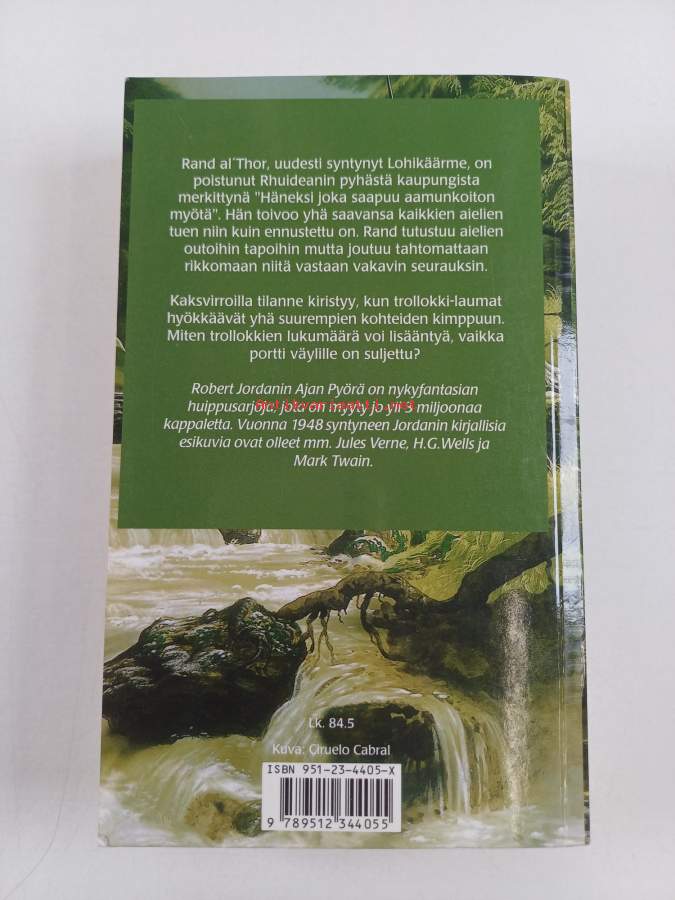 Rand al´Thor, uudesti syntynyt Lohikäärme, on
poistunut Rhuideanin pyhästä kaupungista
merkittynä "Häneksi joka saapuu aamunkoiton
myötä". Hän toivoo yhä saavansa kaikkien aielien
tuen niin kuin ennustettu on. Rand tutustuu aielien
outoihin tapoihin mutta joutuu tahtomattaan
rikkomaan niitä vastaan vakavin seurauksin.
Kaksvirroilla tilanne kiristyy, kun trollokki-laumat
hyökkäävät yhä suurempien kohteiden kimppuun.
Miten trollokkien lukumäärä voi lisääntyä, vaikka
portti väylille on suljettu?
Robert Jordanin Ajan Pyörä on nykyfantasian
huippusarjoja, jota on myyty jo yli 3 miljoonaa
Antikvariaatti.net
kappaletta. Vuonna 1948 syntyneen Jordanin kirjallisia
esikuvia ovat olleet mm. Jules Verne, H.G.Wells ja
Mark Twain.
Lk. 84.5
Kuva: Ciruelo Cabral
ISBN 951-23-4405-X
9 789512 344055